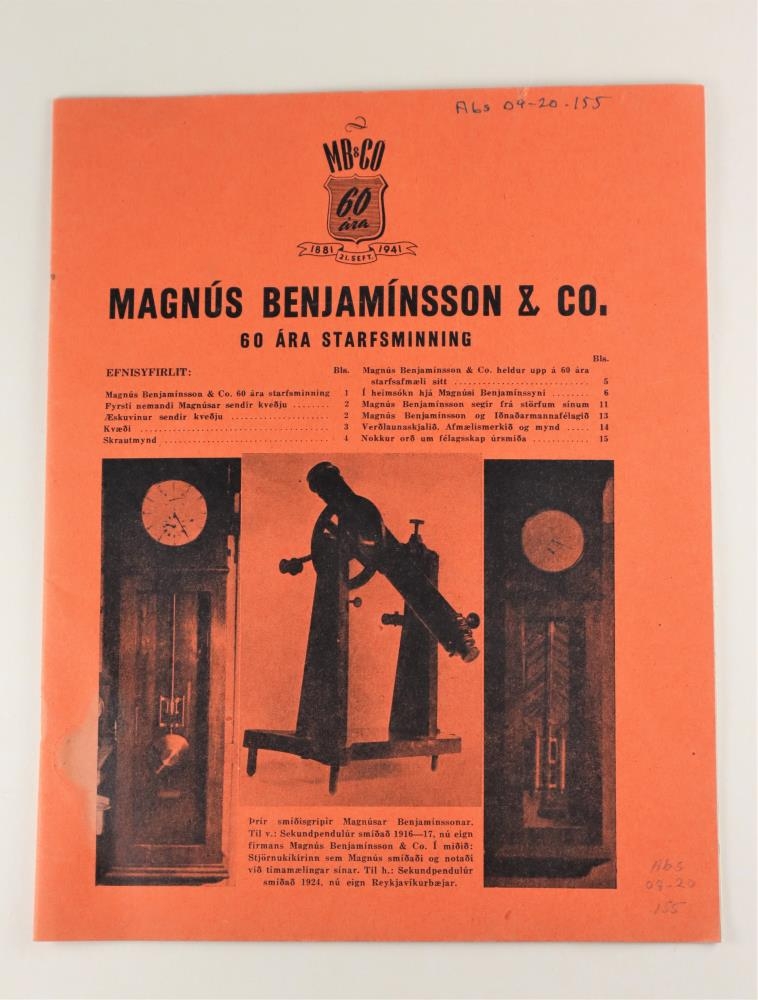 Abs 09-20-155
MB & CO
60
ára
1881 21. SEPT. 1941
MAGNÚS BENJAMÍNSSON & CO.
60 ÁRA STARFSMINNING
EFNISYFIRLIT: Bls.
Magnús Benjamínsson & Co. 60 ára starfsminning 1
Fyrsti nemandi Magnúsar sendir kveðju ........ 2
Æskuvinur sendir kveðju ........ 2
Kvæði ........ 3
Skrautmynd ........ 4
Bls.
Magnús Benjamínsson & Co. heldur upp á 60 ára
starfsafmæli sitt ........ 5
Í heimsókn hjá Magnúsi Benjamínssyni ........ 6
Magnús Benjamínsson segir frá störfum sínum 11
Magnús Benjamínsson og Iðnaðarmannafélagið 13
Verðlaunaskjalið. Afmælismerkið og mynd .... 14
Nokkur orð um félagsskap úrsmiða ........ 15
Þrír smíðisgripir Magnúsar Benjamínssonar.
Til v.: Sekundpendulúr smíðað 1916—17, nú eign
firmans Magnús Benjamínsson & Co. Í miðið:
Stjörnukíkirinn sem Magnús smíðaði og notaði
við tímamælingar sínar. Til h.: Sekundpendulúr
smíðað 1924, nú eign Reykjavíkurbæjar.
Abs
09-20
155